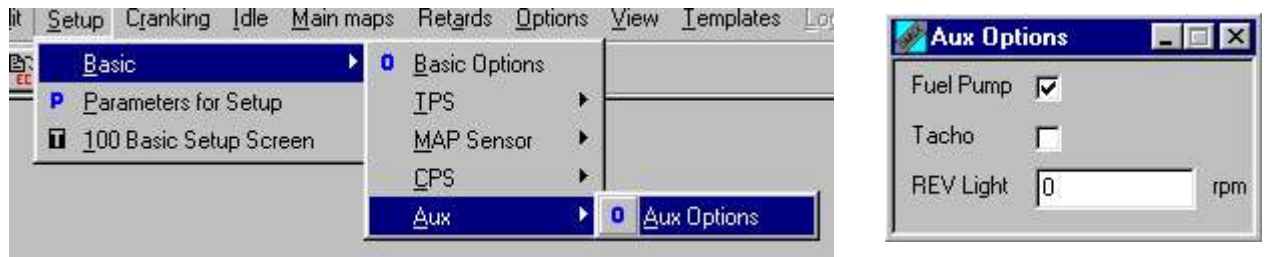 it Setup Cranking Idle Main maps Retards Options View Templates
Basic
O Basic Options
P Parameters for Setup
TPS
T 100 Basic Setup Screen
MAP Sensor
CPS
Aux
O Aux Options
Aux Options
Fuel Pump
Tacho
REV Light 0 rpm